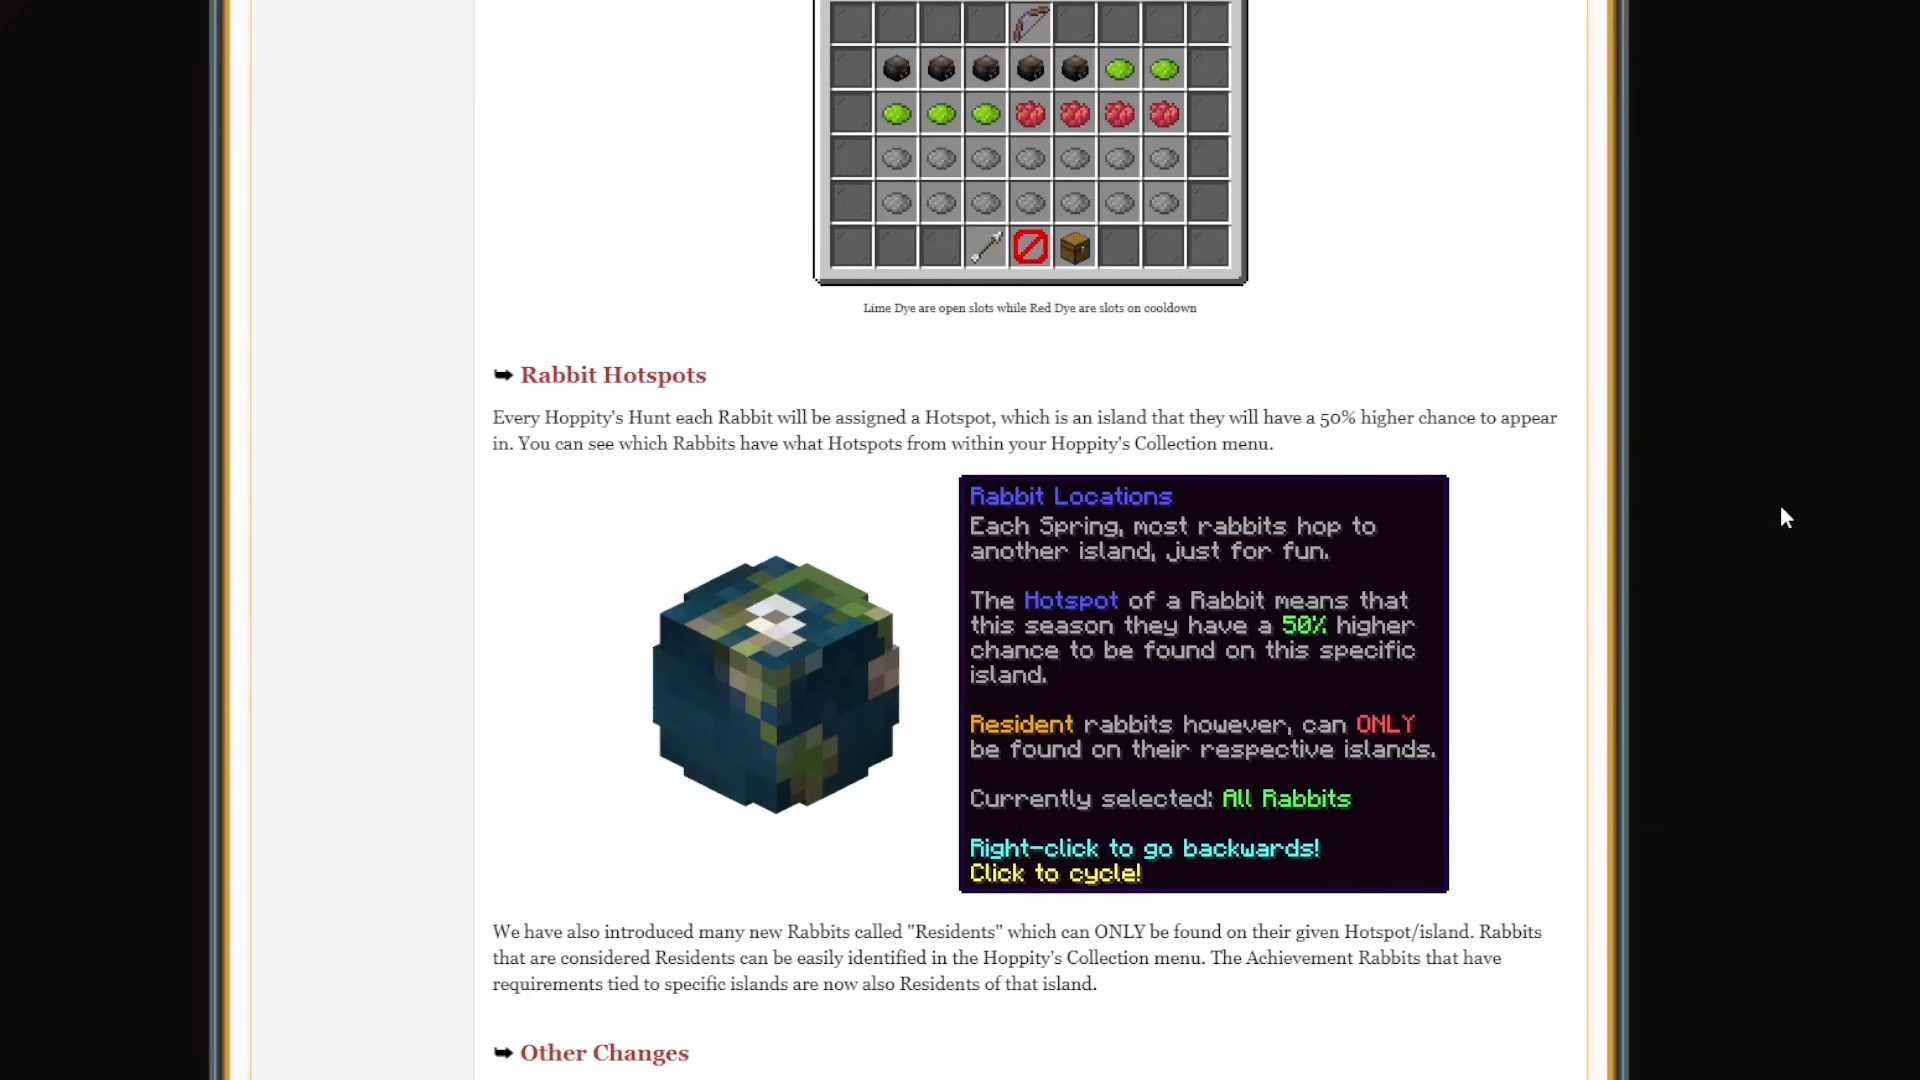 Lime Dye are open slots while Red Dye are slots on cooldown
➥ Rabbit Hotspots
Every Hoppity's Hunt each Rabbit will be assigned a Hotspot, which is an island that they will have a 50% higher chance to appear
in. You can see which Rabbits have what Hotspots from within your Hoppity's Collection menu.
Rabbit Locations
Each Spring, most rabbits hop to
another island, just for fun.
The Hotspot of a Rabbit means that
this season they have a 50% higher
chance to be found on this specific
island.
Resident rabbits however, can ONLY
be found on their respective islands.
Currently selected: All Rabbits
Right-click to go backwards!
Click to cycle!
We have also introduced many new Rabbits called "Residents" which can ONLY be found on their given Hotspot/island. Rabbits
that are considered Residents can be easily identified in the Hoppity's Collection menu. The Achievement Rabbits that have
requirements tied to specific islands are now also Residents of that island.
➥ Other Changes